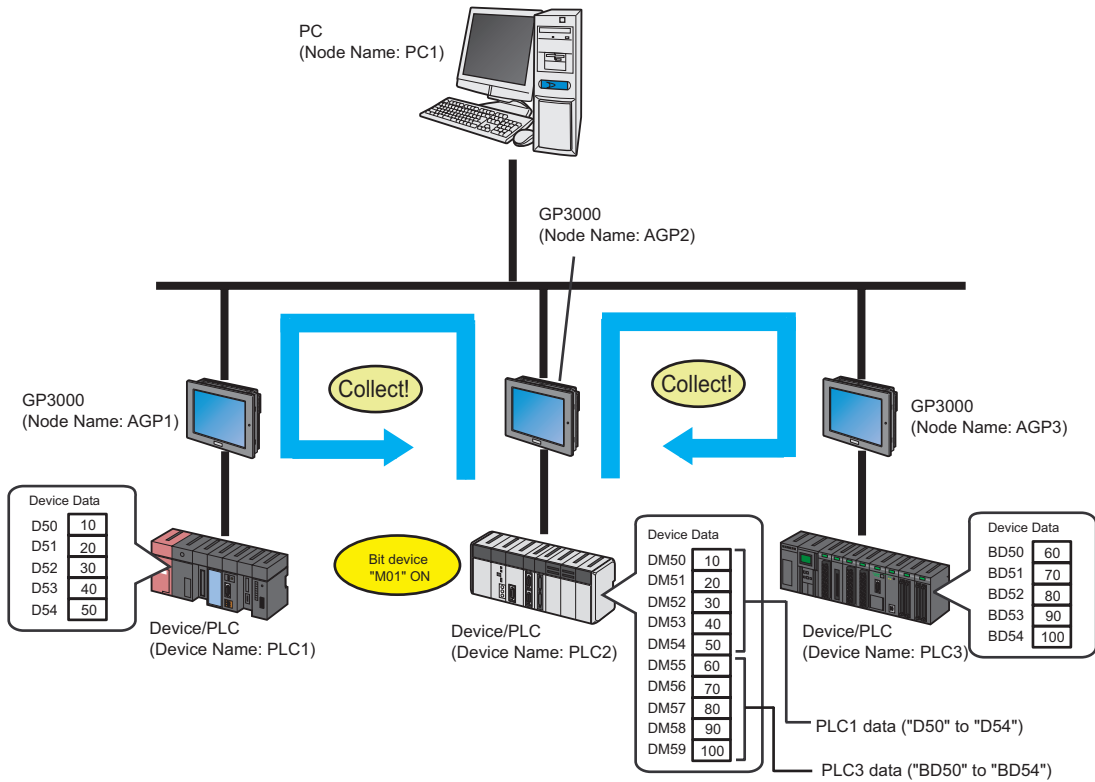 PC
(Node Name: PC1)
GP3000
(Node Name: AGP2)
Collect!
Collect!
GP3000
(Node Name: AGP1)
GP3000
(Node Name: AGP3)
Device Data
D50 10
D51 20
D52 30
D53 40
D54 50
Device/PLC
(Device Name: PLC1)
Bit device
"M01" ON
Device/PLC
(Device Name: PLC2)
Device Data
DM50 10
DM51 20
DM52 30
DM53 40
DM54 50
DM55 60
DM56 70
DM57 80
DM58 90
DM59 100
Device/PLC
(Device Name: PLC3)
Device Data
BD50 60
BD51 70
BD52 80
BD53 90
BD54 100
PLC1 data ("D50" to "D54")
PLC3 data ("BD50" to "BD54")